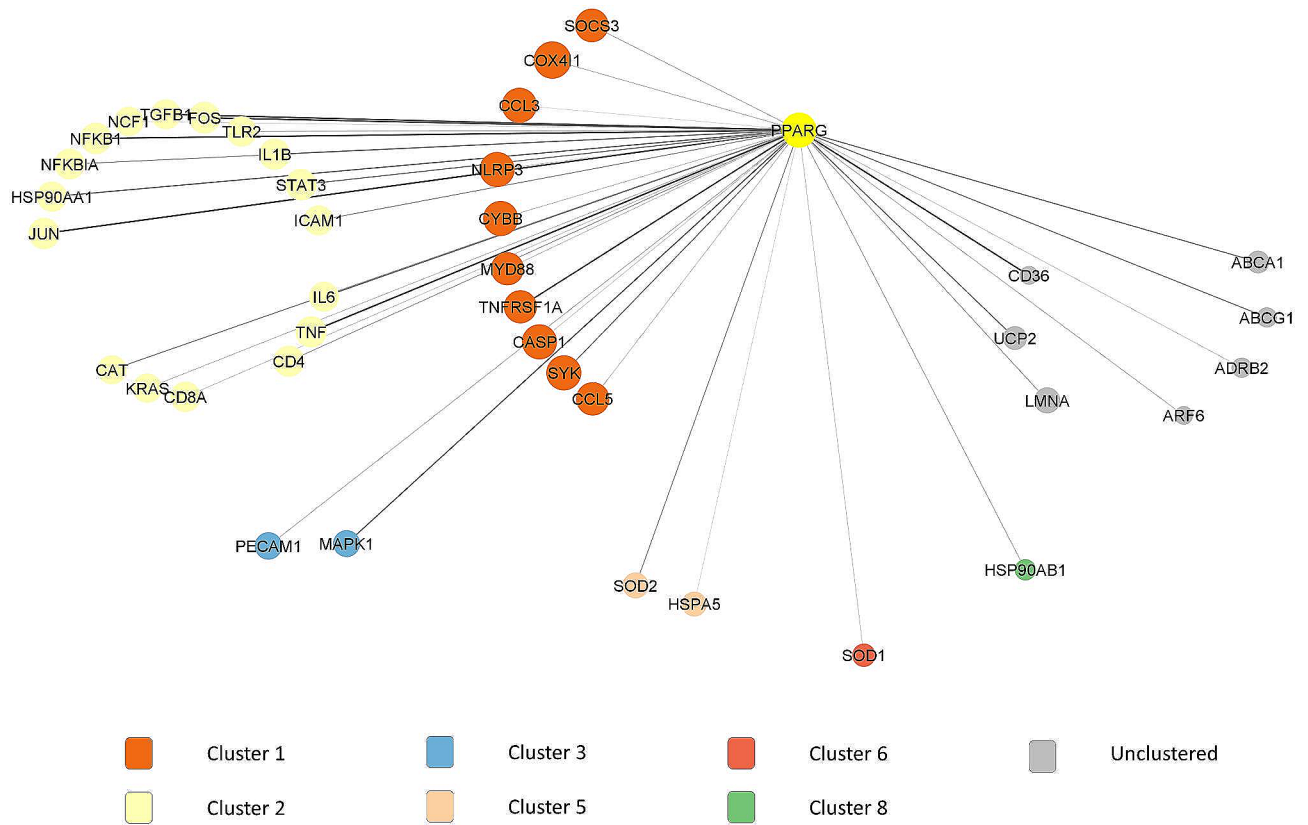 SOCS3
COX4I1
CCL3
TGFB1
FOS
NCF1
TLR2
PPARG
NFKB1
IL1B
NFKBIA
NLRP3
STAT3
HSP90AA1
ICAM1
CYBB
JUN
MYD88
CD36
ABCA1
IL6
TNFRSF1A
ABCG1
TNF
CASP1
UCP2
CD4
CAT
SYK
ADRB2
KRAS
CD8A
CCL5
LMNA
ARF6
PECAM1
MAPK1
HSP90AB1
SOD2
HSPA5
SOD1
Cluster 1
Cluster 3
Cluster 6
Unclustered
Cluster 2
Cluster 5
Cluster 8